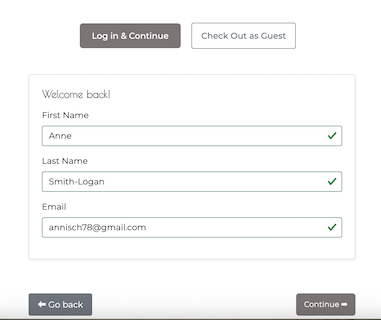 Log in & Continue
Check Out as Guest
Welcome back!
First Name
Anne
Last Name
Smith-Logan
Email
annisch78@gmail.com
⬅ Go back
Continue ➡